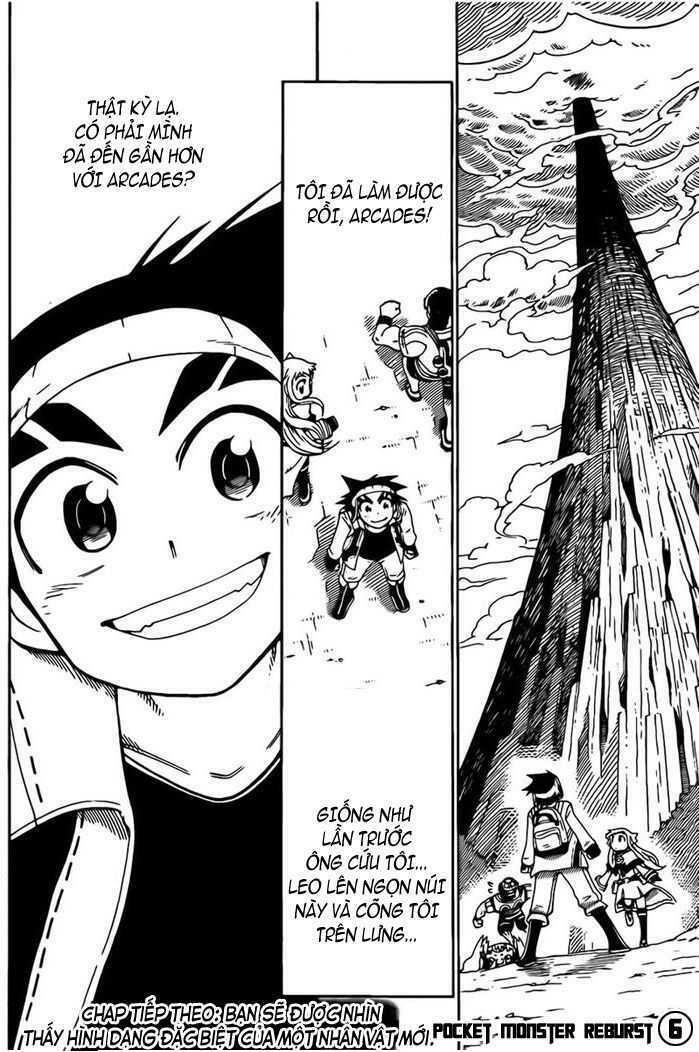 THẬT KỲ LẠ.
CÓ PHẢI MÌNH
ĐÃ ĐẾN GẦN HƠN
VỚI ARCADES?
TÔI ĐÃ LÀM ĐƯỢC
RỒI, ARCADES!
GIỐNG NHƯ
LẦN TRƯỚC
ÔNG CỨU TÔI...
LEO LÊN NGỌN NÚI
NÀY VÀ CÕNG TÔI
TRÊN LƯNG...
CHAP TIẾP THEO: BẠN SẼ ĐƯỢC NHÌN
THẤY HÌNH DẠNG ĐẶC BIỆT CỦA MỘT NHÂN VẬT MỚI.
POCKET MONSTER REBURST 6